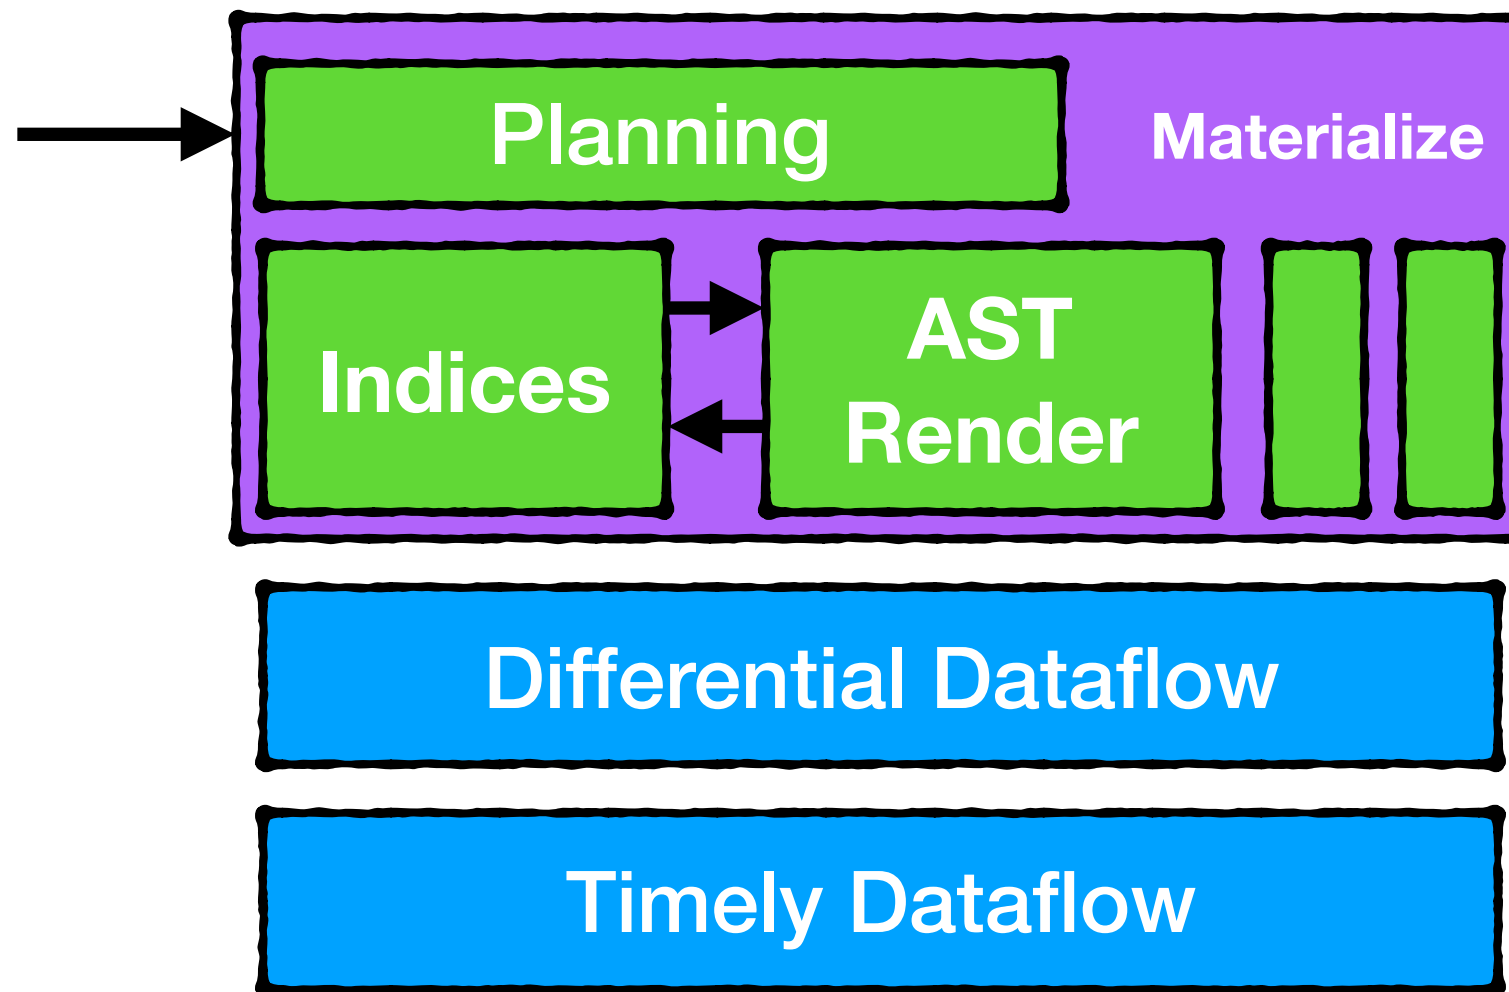 Planning
Materialize
Indices
AST
Render
Differential Dataflow
Timely Dataflow